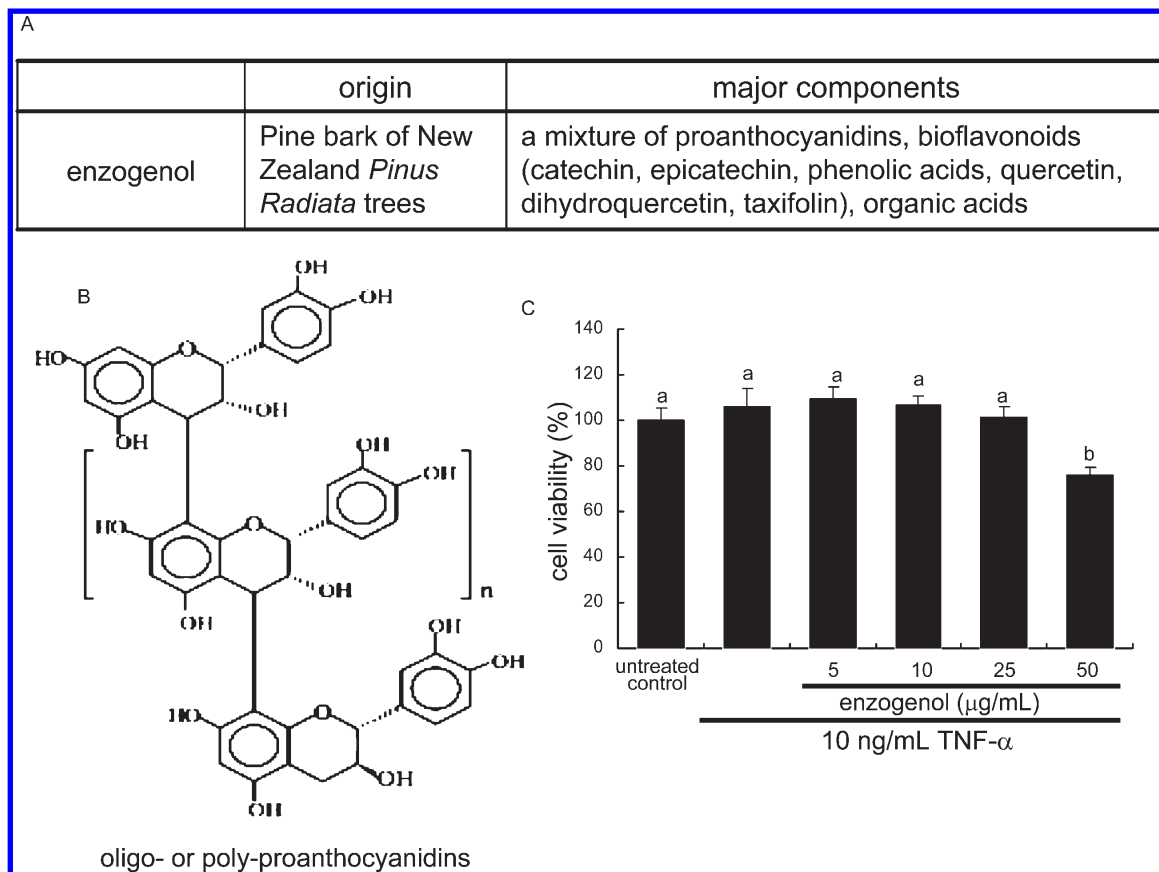 A
origin major components
enzogenol
Pine bark of New
Zealand Pinus
Radiata trees
a mixture of proanthocyanidins, bioflavonoids
(catechin, epicatechin, phenolic acids, quercetin,
dihydroquercetin, taxifolin), organic acids
B
OH
OH
HO
O
OH
OH
OH
OH
HO
O
OH
n
OH
OH
OH
HO
O
OH
OH
oligo- or poly-proanthocyanidins
C
cell viability (%)
140
120
100
80
60
40
20
0
a a a a a b
untreated
control
5 10 25 50
enzogenol (μg/mL)
10 ng/mL TNF-α